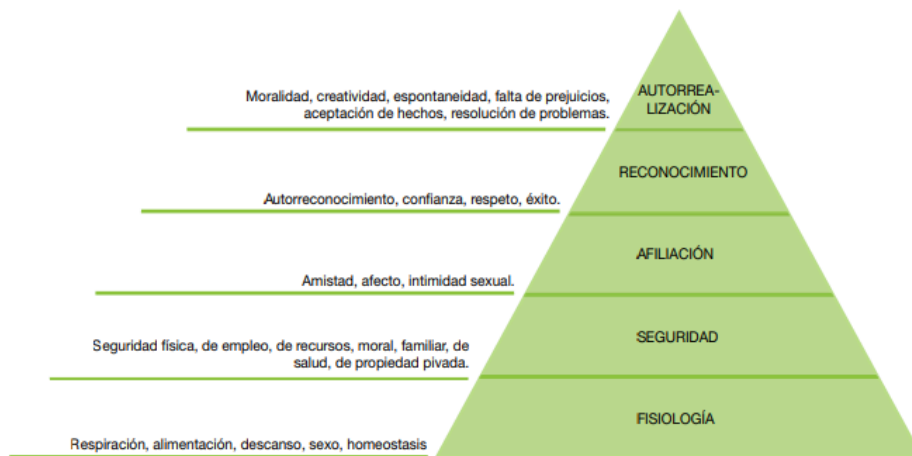 Moralidad, creatividad, espontaneidad, falta de prejuicios,
aceptación de hechos, resolución de problemas.
AUTORREA-
LIZACIÓN
RECONOCIMIENTO
Autorreconocimiento, confianza, respeto, éxito.
AFILIACIÓN
Amistad, afecto, intimidad sexual.
SEGURIDAD
Seguridad física, de empleo, de recursos, moral, familiar, de
salud, de propiedad pivada.
FISIOLOGÍA
Respiración, alimentación, descanso, sexo, homeostasis